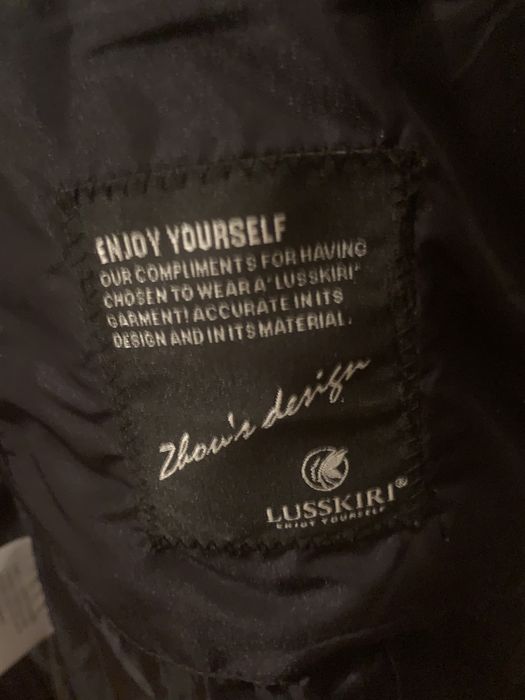 ENJOY YOURSELF
OUR COMPLIMENTS FOR HAVING
CHOSEN TO WEAR A "LUSSKIRI"
GARMENT! ACCURATE IN ITS
DESIGN AND IN ITS MATERIAL.
Zhou's design
LUSSKIRI®
ENJOY YOURSELF